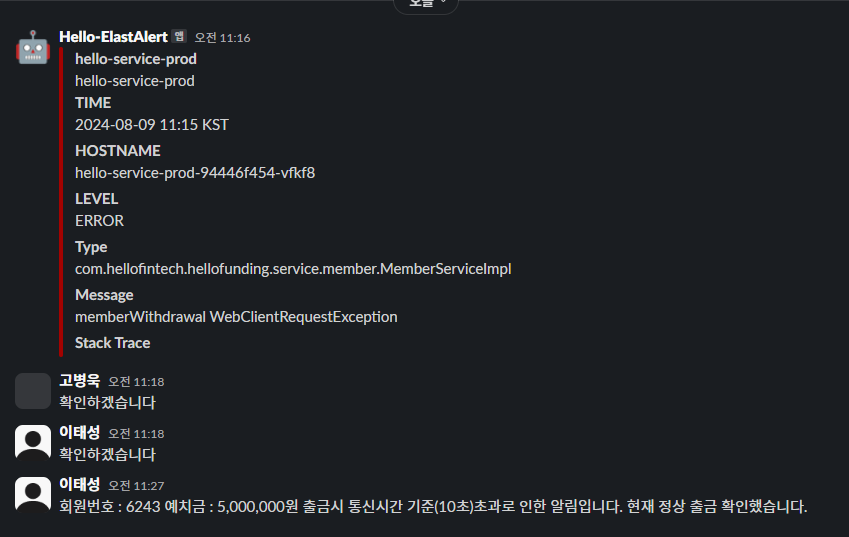 오늘
Hello-ElastAlert 앱 오전 11:16
hello-service-prod
hello-service-prod
TIME
2024-08-09 11:15 KST
HOSTNAME
hello-service-prod-94446f454-vfkf8
LEVEL
ERROR
Type
com.hellofintech.hellofunding.service.member.MemberServiceImpl
Message
memberWithdrawal WebClientRequestException
Stack Trace
고병욱 오전 11:18
확인하겠습니다
이태성 오전 11:18
확인하겠습니다
이태성 오전 11:27
회원번호 : 6243 예치금 : 5,000,000원 출금시 통신시간 기준(10초)초과로 인한 알림입니다. 현재 정상 출금 확인했습니다.